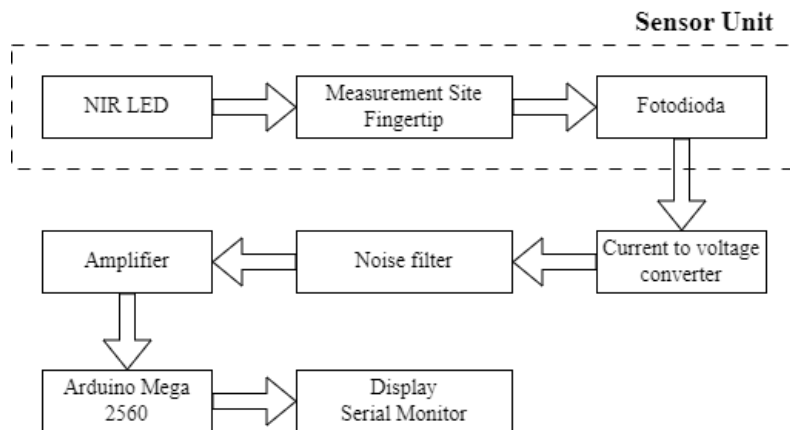 Sensor Unit
NIR LED
Measurement Site
Fingertip
Fotodioda
Current to voltage
converter
Noise filter
Amplifier
Arduino Mega
2560
Display
Serial Monitor